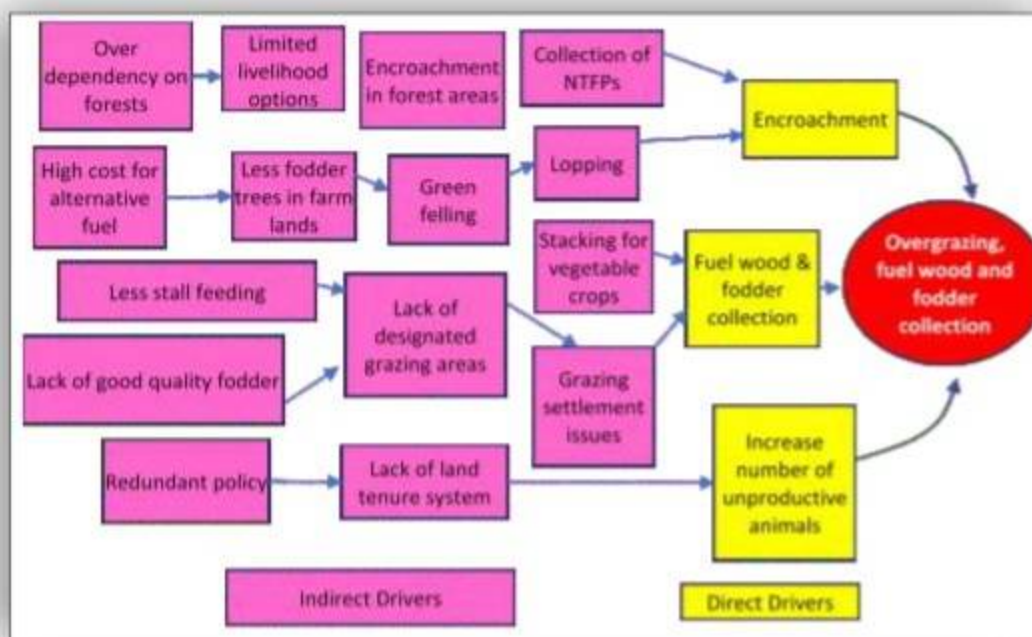 Over
dependency on
forests
Limited
livelihood
options
Encroachment
in forest areas
Collection of
NTFPs
Encroachment
High cost for
alternative
fuel
Less fodder
trees in farm
lands
Green
felling
Lopping
Stacking for
vegetable
crops
Fuel wood &
fodder
collection
Overgrazing,
fuel wood and
fodder
collection
Less stall feeding
Lack of
designated
grazing areas
Lack of good quality fodder
Grazing
settlement
issues
Increase
number of
unproductive
animals
Redundant policy
Lack of land
tenure system
Indirect Drivers
Direct Drivers